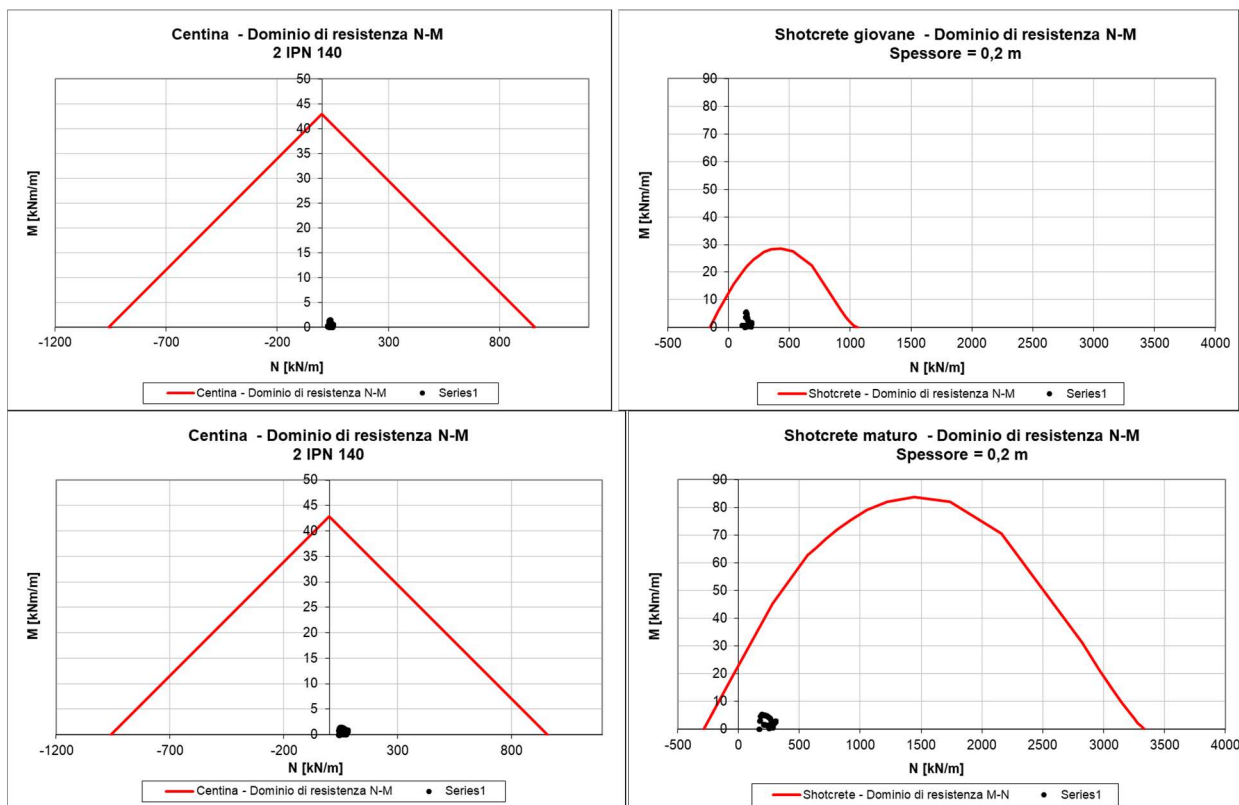 Centina - Dominio di resistenza N-M
2 IPN 140
M [kNm/m]
50
45
40
35
30
25
20
15
10
5
0
-1200 -700 -200 300 800
N [kN/m]
Centina - Dominio di resistenza N-M Series1
Shotcrete giovane - Dominio di resistenza N-M
Spessore = 0,2 m
M [kNm/m]
90
80
70
60
50
40
30
20
10
0
-500 0 500 1000 1500 2000 2500 3000 3500 4000
N [kN/m]
Shotcrete - Dominio di resistenza N-M Series1
Centina - Dominio di resistenza N-M
2 IPN 140
M [kNm/m]
50
45
40
35
30
25
20
15
10
5
0
-1200 -700 -200 300 800
N [kN/m]
Centina - Dominio di resistenza N-M Series1
Shotcrete maturo - Dominio di resistenza N-M
Spessore = 0,2 m
M [kNm/m]
90
80
70
60
50
40
30
20
10
0
-500 0 500 1000 1500 2000 2500 3000 3500 4000
N [kN/m]
Shotcrete - Dominio di resistenza M-N Series1